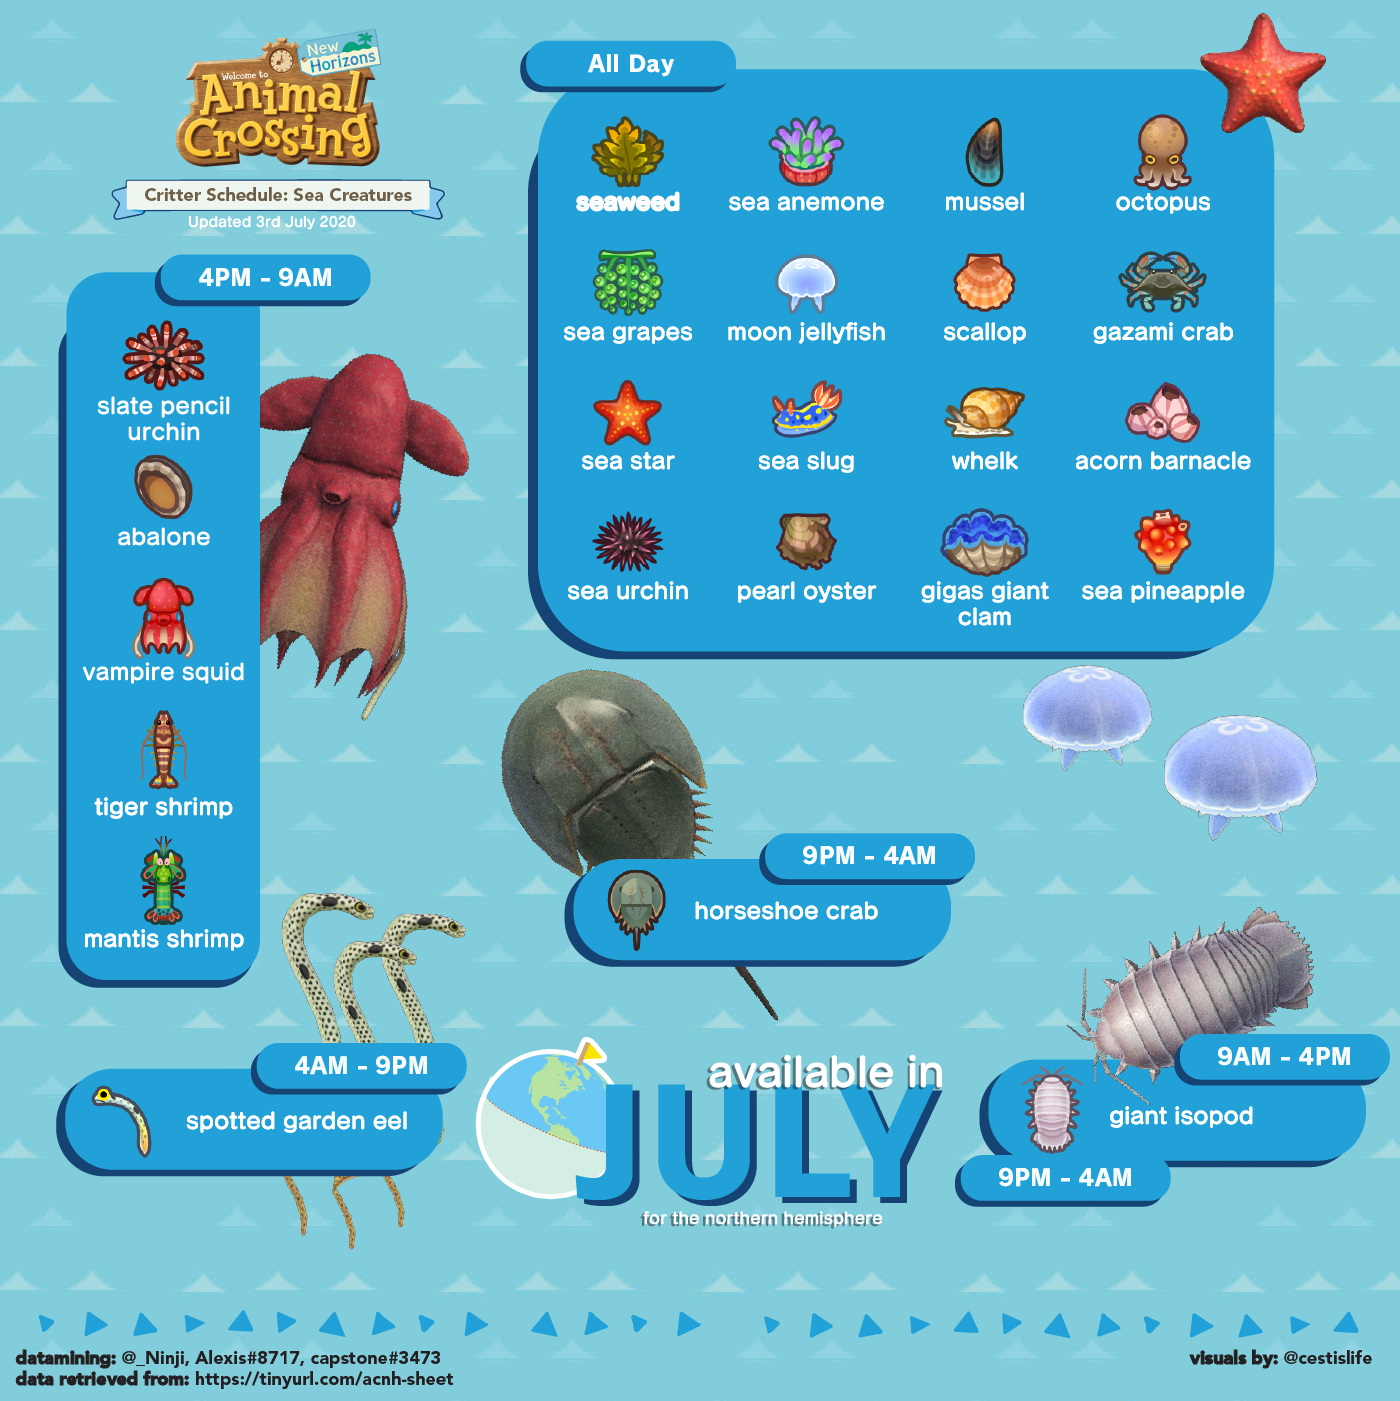 New
Horizons
Welcome to
Animal
Crossing
Critter Schedule: Sea Creatures
Updated 3rd July 2020
All Day
seaweed
sea anemone
mussel
octopus
sea grapes
moon jellyfish
scallop
gazami crab
sea star
sea slug
whelk
acorn barnacle
sea urchin
pearl oyster
gigas giant
clam
sea pineapple
4PM - 9AM
slate pencil
urchin
abalone
vampire squid
tiger shrimp
mantis shrimp
9PM - 4AM
horseshoe crab
4AM - 9PM
spotted garden eel
available in
JULY
for the northern hemisphere
9AM - 4PM
giant isopod
9PM - 4AM
datamining: @_Ninji, Alexis#8717, capstone#3473
data retrieved from: https://tinyurl.com/acnh-sheet
visuals by: @cestislife